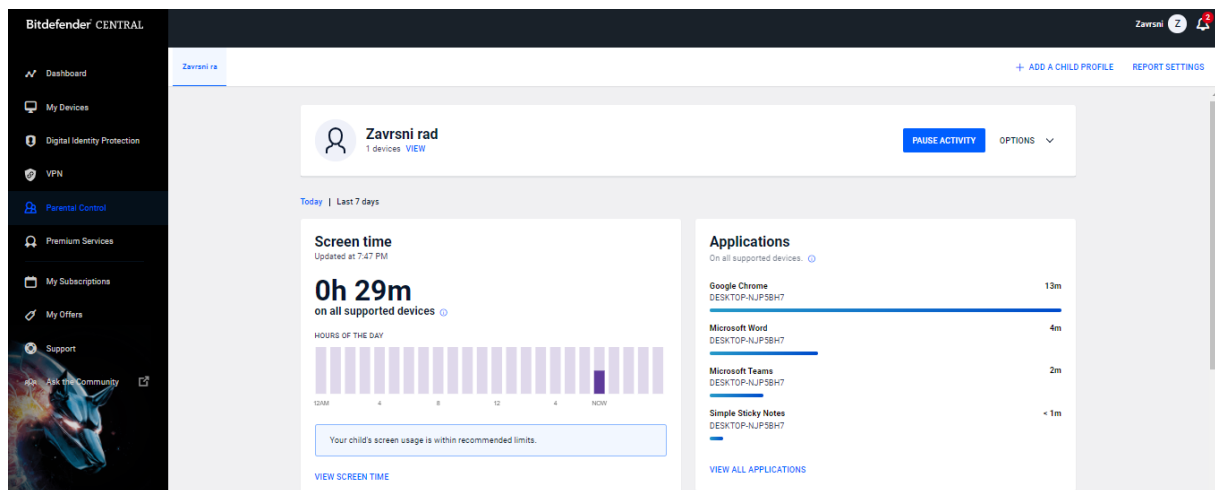 Bitdefender CENTRAL
Zavrsni Z 2
Dashboard
My Devices
Digital Identity Protection
VPN
Parental Control
Premium Services
My Subscriptions
My Offers
Support
Ask the Community
Zavrsni ra
+ ADD A CHILD PROFILE REPORT SETTINGS
Zavrsni rad
1 devices VIEW
PAUSE ACTIVITY OPTIONS
Today | Last 7 days
Screen time
Updated at 7:47 PM
0h 29m
on all supported devices
HOURS OF THE DAY
12AM 4 8 12 4 NOW
Your child's screen usage is within recommended limits.
VIEW SCREEN TIME
Applications
On all supported devices.
Google Chrome 13m
DESKTOP-NJP5BH7
Microsoft Word 4m
DESKTOP-NJP5BH7
Microsoft Teams 2m
DESKTOP-NJP5BH7
Simple Sticky Notes < 1m
DESKTOP-NJP5BH7
VIEW ALL APPLICATIONS